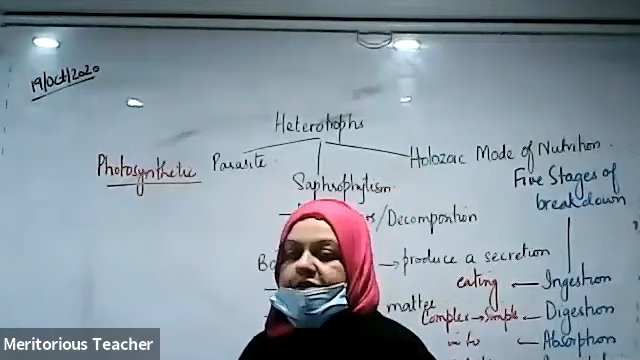 19/Oct/2020
Heterotrophs
Photosynthetic
Parasite
Holozoic Mode of Nutrition.
Saphrophytism
Five Stages of
breakdown
/Decomposition
→ produce a secretion
eating ← Ingestion
matter
Complex → Simple ← Digestion
into ← Absorption
Meritorious Teacher